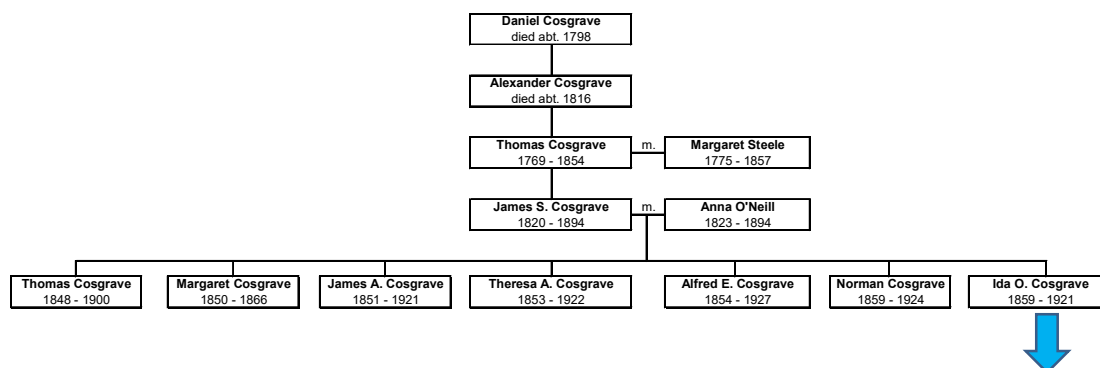 Daniel Cosgrave
died abt. 1798
Alexander Cosgrave
died abt. 1816
Thomas Cosgrave
1769 - 1854
m.
Margaret Steele
1775 - 1857
James S. Cosgrave
1820 - 1894
m.
Anna O'Neill
1823 - 1894
Thomas Cosgrave
1848 - 1900
Margaret Cosgrave
1850 - 1866
James A. Cosgrave
1851 - 1921
Theresa A. Cosgrave
1853 - 1922
Alfred E. Cosgrave
1854 - 1927
Norman Cosgrave
1859 - 1924
Ida O. Cosgrave
1859 - 1921